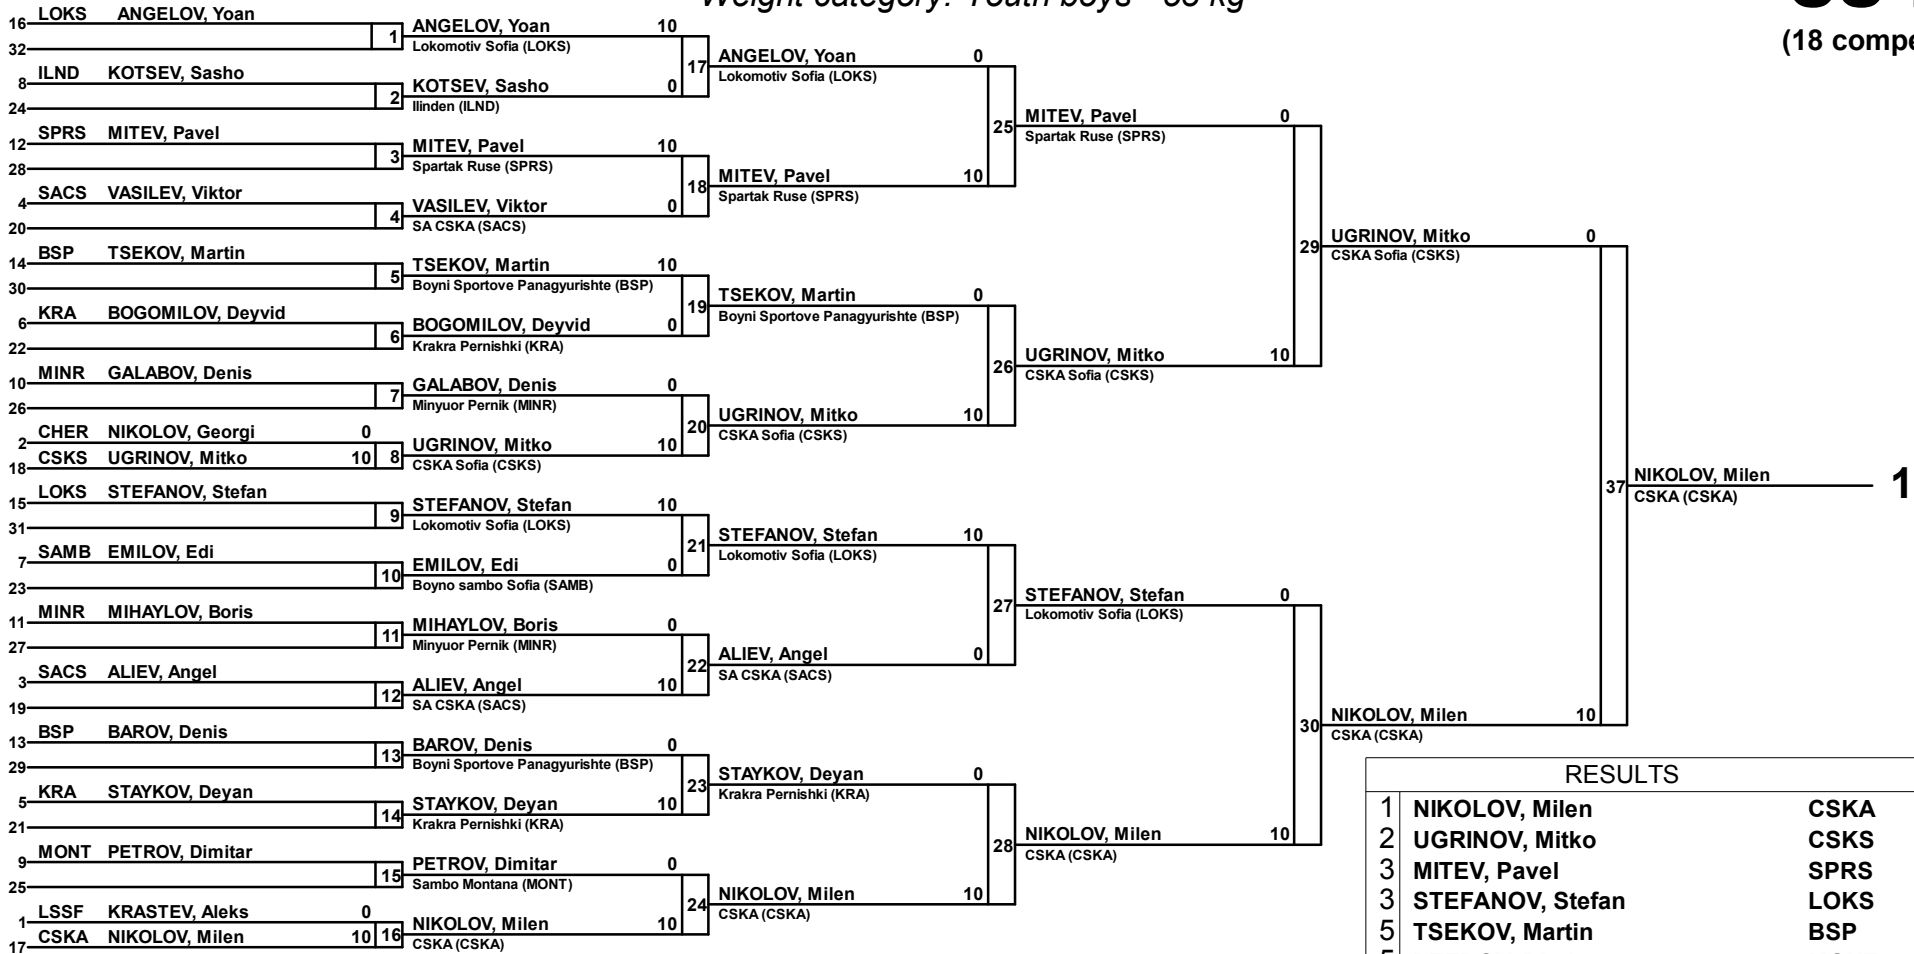 Weight category: Youth boys
(18 compe
16 LOKS ANGELOV, Yoan
32
1
8 ILND KOTSEV, Sasho
24
2
12 SPRS MITEV, Pavel
28
3
4 SACS VASILEV, Viktor
20
4
14 BSP TSEKOV, Martin
30
5
6 KRA BOGOMILOV, Deyvid
22
6
10 MINR GALABOV, Denis
26
7
2 CHER NIKOLOV, Georgi 0
18 CSKS UGRINOV, Mitko 10
8
15 LOKS STEFANOV, Stefan
31
9
7 SAMB EMILOV, Edi
23
10
11 MINR MIHAYLOV, Boris
27
11
3 SACS ALIEV, Angel
19
12
13 BSP BAROV, Denis
29
13
5 KRA STAYKOV, Deyan
21
14
9 MONT PETROV, Dimitar
25
15
1 LSSF KRASTEV, Aleks 0
17 CSKA NIKOLOV, Milen 10
16
ANGELOV, Yoan 10
Lokomotiv Sofia (LOKS)
17
KOTSEV, Sasho 0
Ilinden (ILND)
MITEV, Pavel 10
Spartak Ruse (SPRS)
18
VASILEV, Viktor 0
SA CSKA (SACS)
TSEKOV, Martin 10
Boyni Sportove Panagyurishte (BSP)
19
BOGOMILOV, Deyvid 0
Krakra Pernishki (KRA)
GALABOV, Denis 0
Minyuor Pernik (MINR)
20
UGRINOV, Mitko 10
CSKA Sofia (CSKS)
STEFANOV, Stefan 10
Lokomotiv Sofia (LOKS)
21
EMILOV, Edi 0
Boyno sambo Sofia (SAMB)
MIHAYLOV, Boris 0
Minyuor Pernik (MINR)
22
ALIEV, Angel 10
SA CSKA (SACS)
BAROV, Denis 0
Boyni Sportove Panagyurishte (BSP)
23
STAYKOV, Deyan 10
Krakra Pernishki (KRA)
PETROV, Dimitar 0
Sambo Montana (MONT)
24
NIKOLOV, Milen 10
CSKA (CSKA)
ANGELOV, Yoan 0
Lokomotiv Sofia (LOKS)
25
MITEV, Pavel 10
Spartak Ruse (SPRS)
TSEKOV, Martin 0
Boyni Sportove Panagyurishte (BSP)
26
UGRINOV, Mitko 10
CSKA Sofia (CSKS)
STEFANOV, Stefan 10
Lokomotiv Sofia (LOKS)
27
ALIEV, Angel 0
SA CSKA (SACS)
STAYKOV, Deyan 0
Krakra Pernishki (KRA)
28
NIKOLOV, Milen 10
CSKA (CSKA)
MITEV, Pavel 0
Spartak Ruse (SPRS)
29
UGRINOV, Mitko 10
CSKA Sofia (CSKS)
STEFANOV, Stefan 0
Lokomotiv Sofia (LOKS)
30
NIKOLOV, Milen 10
CSKA (CSKA)
UGRINOV, Mitko 0
CSKA Sofia (CSKS)
37
NIKOLOV, Milen 10
CSKA (CSKA)
NIKOLOV, Milen 1
CSKA (CSKA)
RESULTS
1 NIKOLOV, Milen CSKA
2 UGRINOV, Mitko CSKS
3 MITEV, Pavel SPRS
3 STEFANOV, Stefan LOKS
5 TSEKOV, Martin BSP